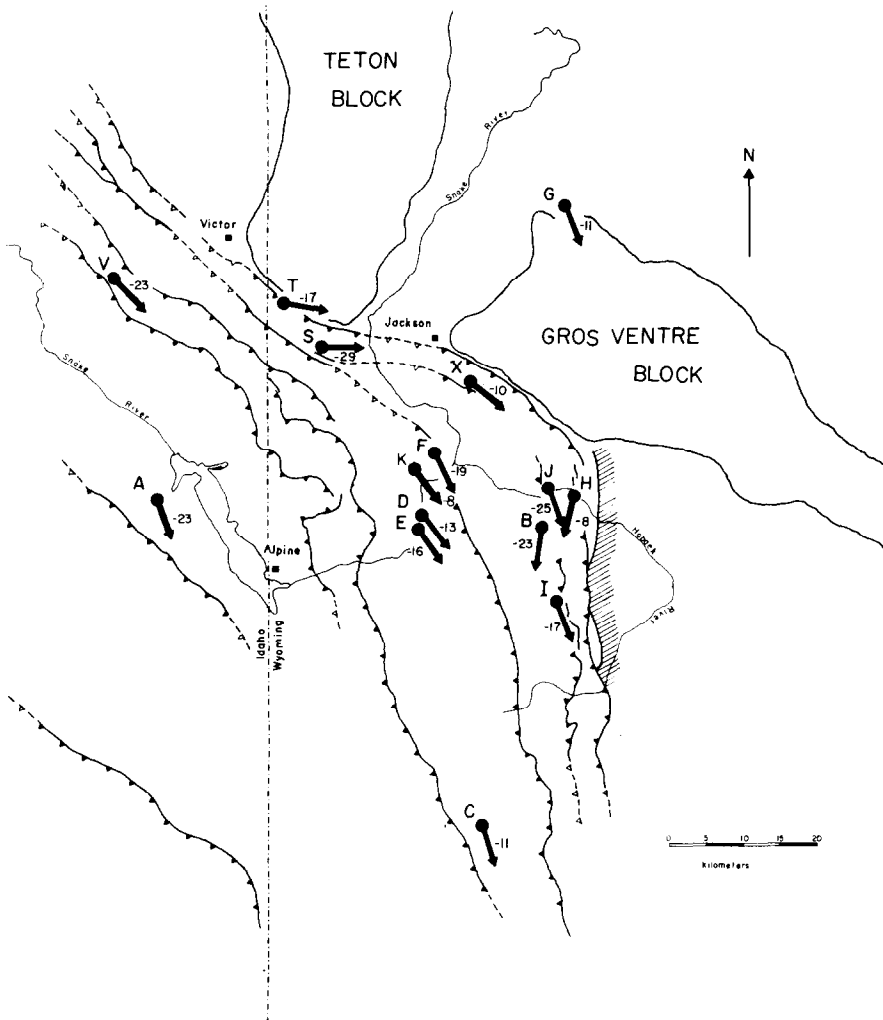 TETON
BLOCK
Snake
River
N
G
-11
Victor
V
-23
T
-17
Jackson
S
-29
GROS VENTRE
BLOCK
X
-10
Snake
River
F
-19
K
-8
A
-23
J
-25
H
-8
D
-13
B
-23
E
-16
Alpine
Hoback
River
I
-17
Idaho
Wyoming
C
-11
0 5 10 15 20
kilometers